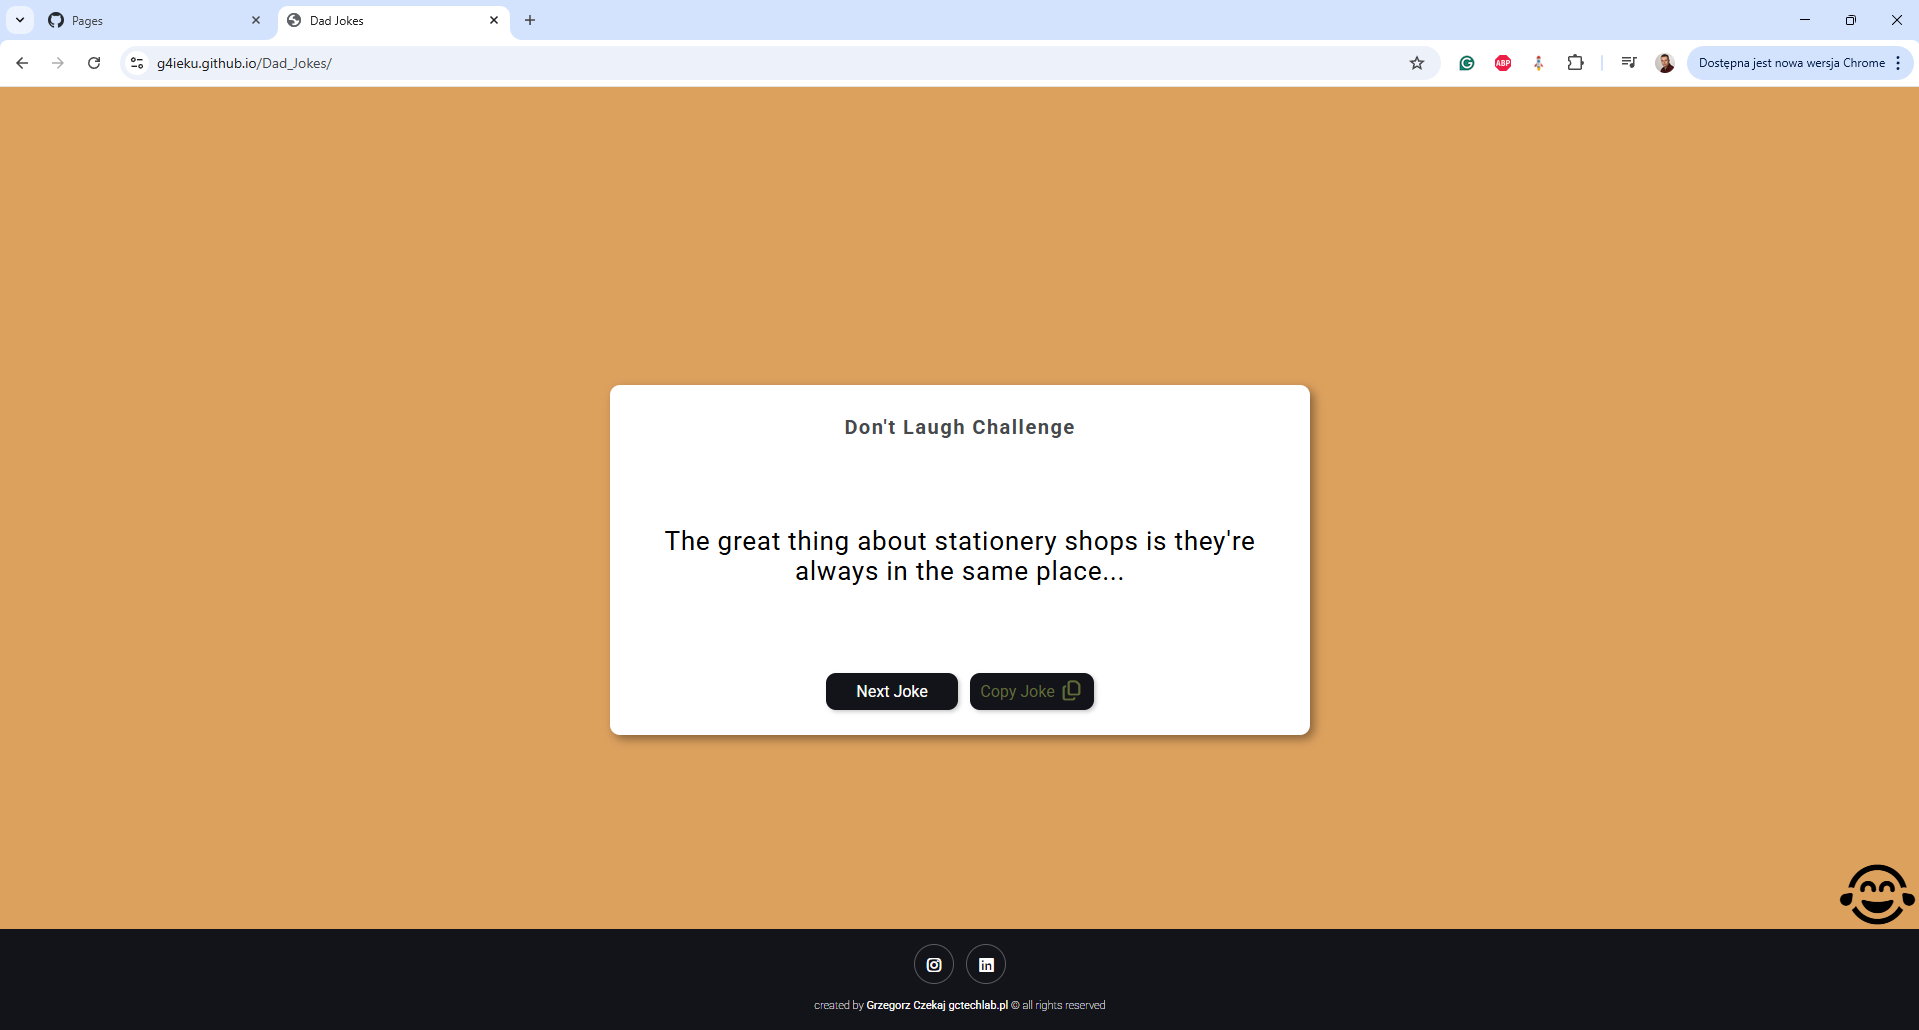 Pages
Dad Jokes
g4ieku.github.io/Dad_Jokes/
ABP
Dostępna jest nowa wersja Chrome
Don't Laugh Challenge
The great thing about stationery shops is they're
always in the same place...
Next Joke
Copy Joke
in
created by Grzegorz Czekaj gctechlab.pl © all rights reserved